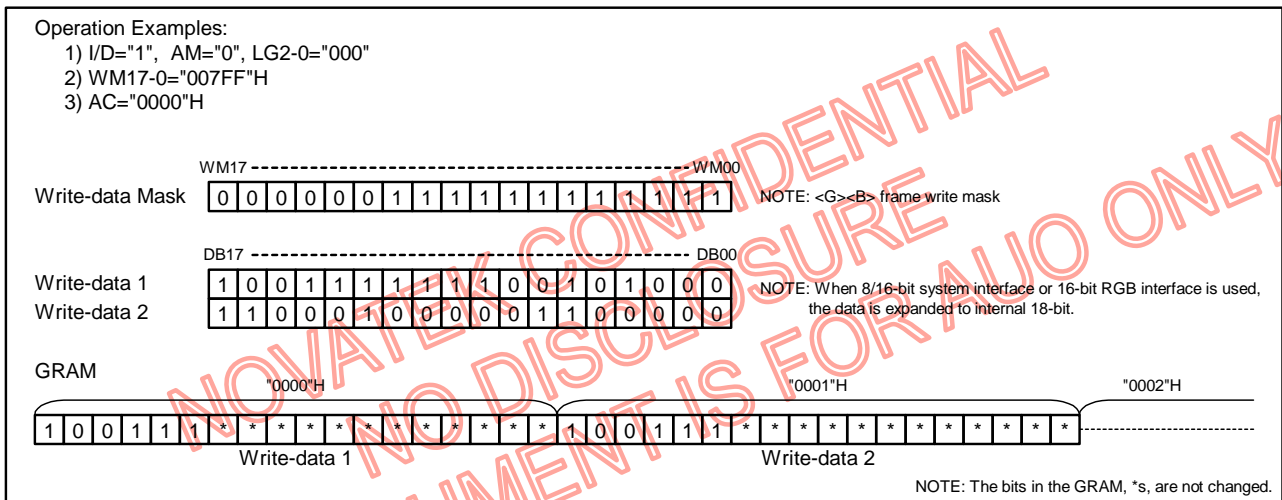 Operation Examples:
1) I/D="1", AM="0", LG2-0="000"
2) WM17-0="007FF"H
3) AC="0000"H
WM17 WM00
Write-data Mask 0 0 0 0 0 0 1 1 1 1 1 1 1 1 1 1 1 1 NOTE: <G><B> frame write mask
DB17 DB00
Write-data 1 1 0 0 1 1 1 1 1 1 1 0 0 1 0 1 0 0 0 NOTE: When 8/16-bit system interface or 16-bit RGB interface is used,
Write-data 2 1 1 0 0 0 1 0 0 0 0 0 1 1 0 0 0 0 0 the data is expanded to internal 18-bit.
GRAM
"0000"H "0001"H "0002"H
1 0 0 1 1 1 * * * * * * * * * * * * 1 0 0 1 1 1 * * * * * * * * * * * *
Write-data 1 Write-data 2
NOTE: The bits in the GRAM, *s, are not changed.
NOVATEK CONFIDENTIAL
NO DISCLOSURE
UMENT IS FOR AUO ONLY